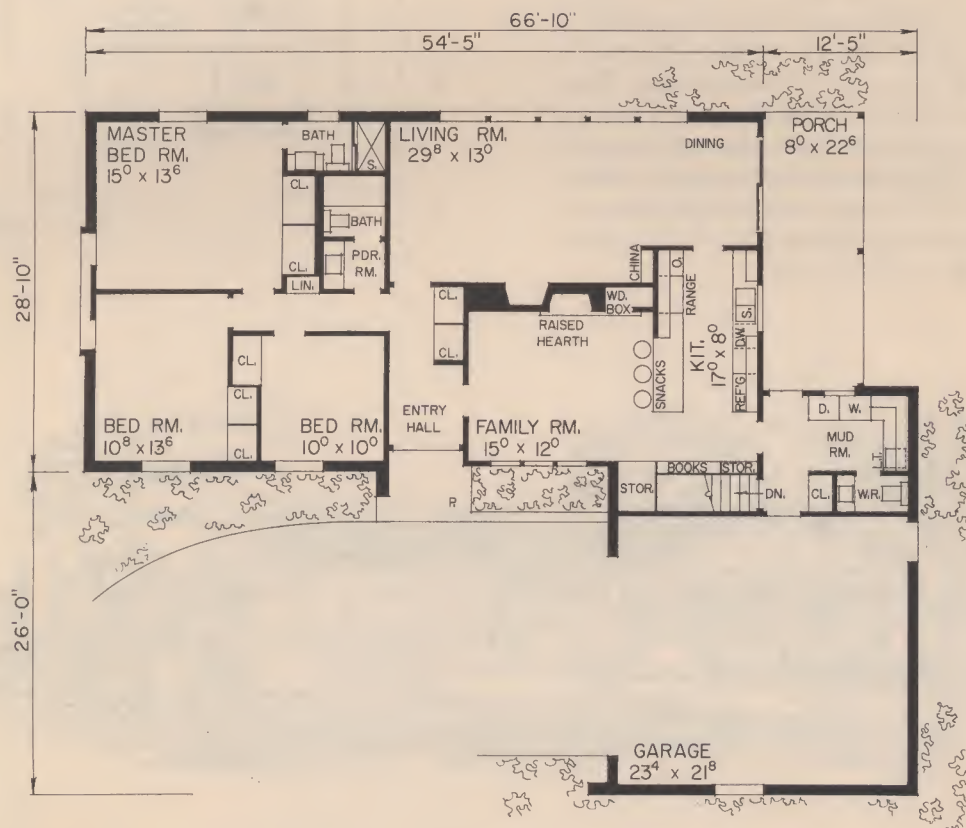 66'-10"
54'-5"
12'-5"
MASTER
BED RM.
15⁰ x 13⁶
BATH
S.
LIVING RM.
29⁸ x 13⁰
DINING
PORCH
8⁰ x 22⁶
CL.
BATH
CL.
PDR.
RM.
LIN.
28'-10"
CL.
CL.
CHINA
O.
RANGE
WD.
BOX
RAISED
HEARTH
S.
D.W.
REF'G
KIT.
17⁰ x 8⁰
SNACKS
CL.
CL.
CL.
BED RM.
10⁸ x 13⁶
BED RM.
10⁰ x 10⁰
ENTRY
HALL
FAMILY RM.
15⁰ x 12⁰
D.
W.
MUD
RM.
L.T.
BOOKS
STOR.
STOR.
DN.
CL.
W.R.
R
26'-0"
GARAGE
23⁴ x 21⁸